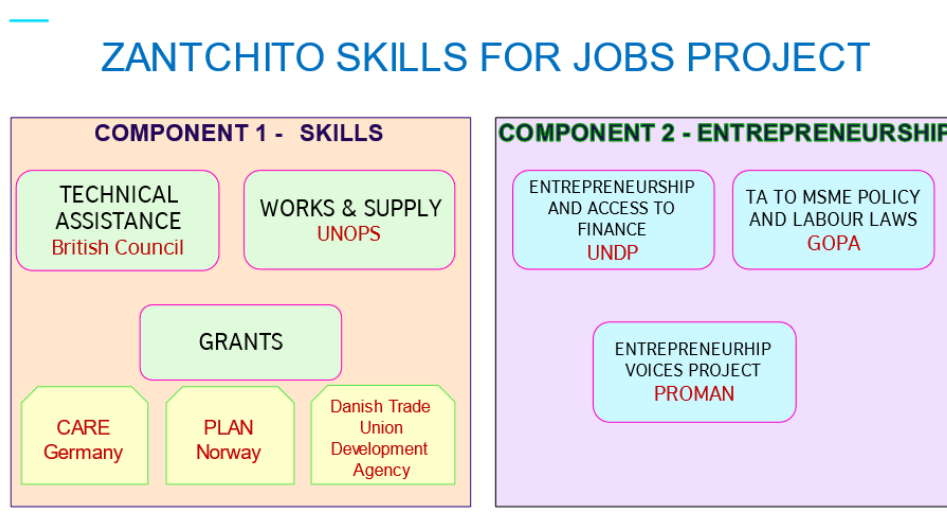 ZANTCHITO SKILLS FOR JOBS PROJECT
COMPONENT 1 - SKILLS
TECHNICAL
ASSISTANCE
British Council
WORKS & SUPPLY
UNOPS
GRANTS
CARE
Germany
PLAN
Norway
Danish Trade
Union
Development
Agency
COMPONENT 2 - ENTREPRENEURSHIP
ENTREPRENEURSHIP
AND ACCESS TO
FINANCE
UNDP
TA TO MSME POLICY
AND LABOUR LAWS
GOPA
ENTREPRENEURHIP
VOICES PROJECT
PROMAN